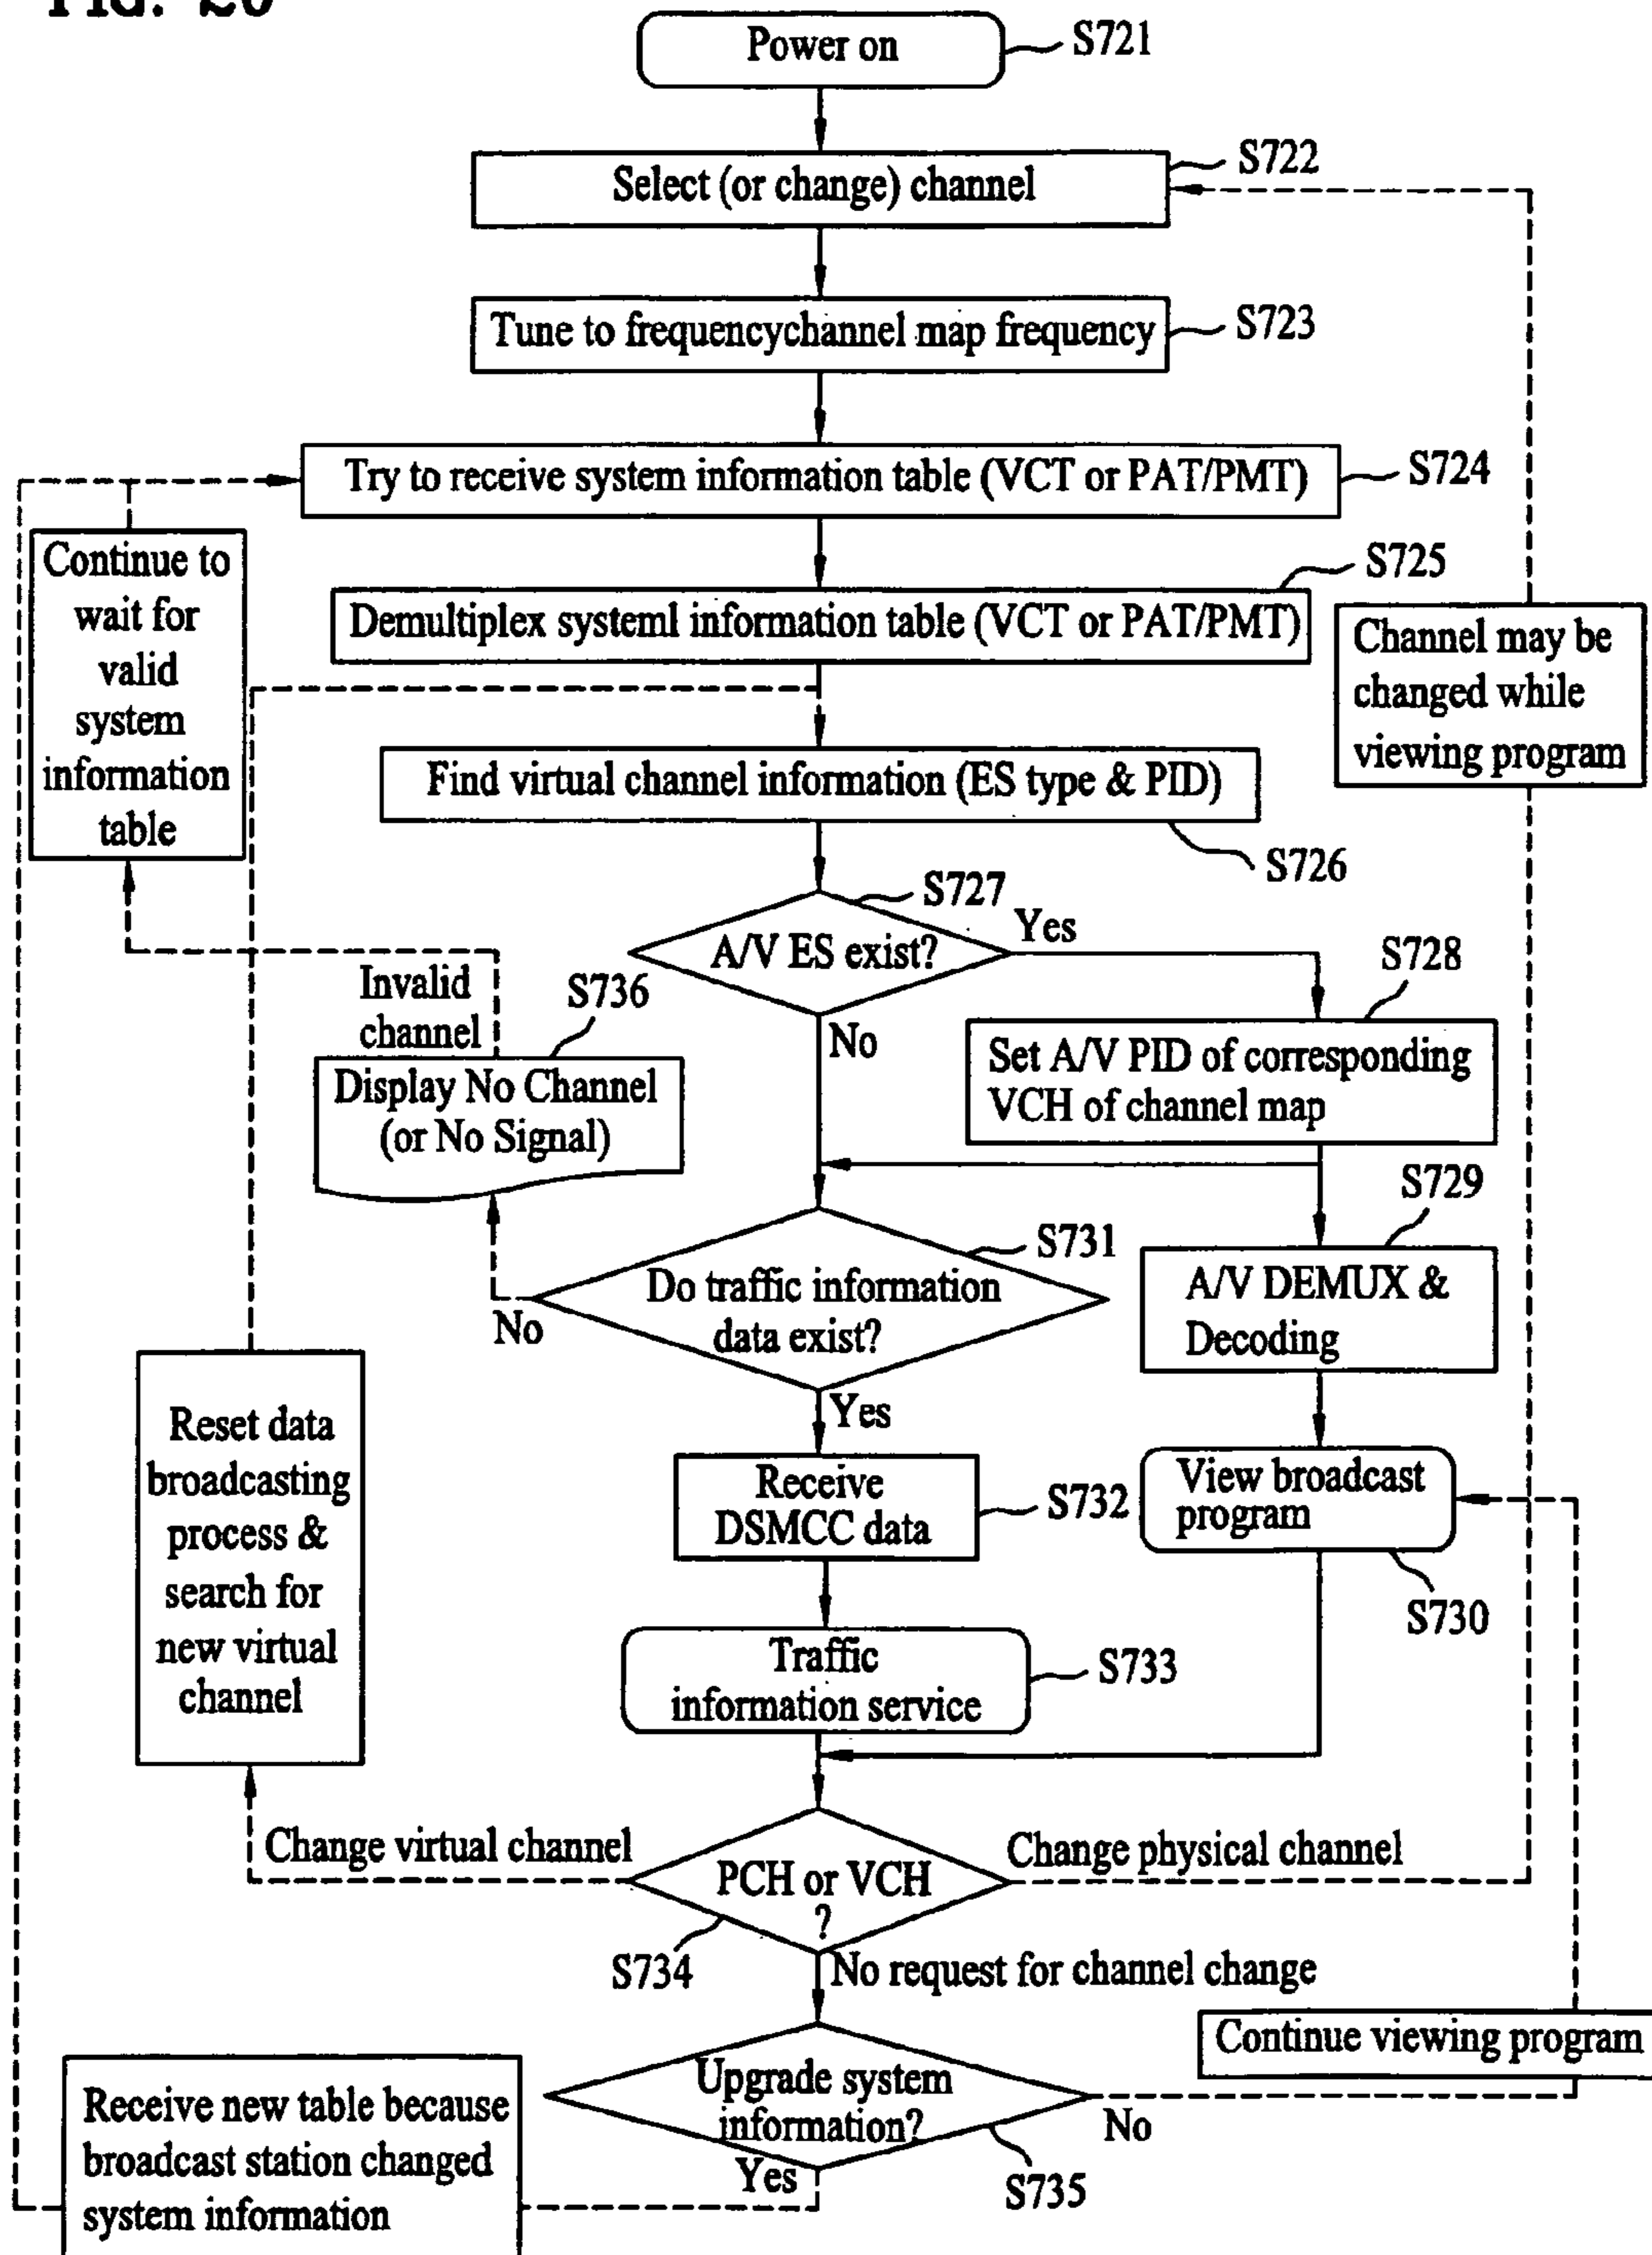 FIG. 20
Power on
S721
Select (or change) channel
S722
Tune to frequencychannel map frequency
S723
Try to receive system information table (VCT or PAT/PMT)
S724
Continue to
wait for
valid
system
information
table
Demultiplex systeml information table (VCT or PAT/PMT)
S725
Channel may be
changed while
viewing program
Find virtual channel information (ES type & PID)
S726
A/V ES exist?
S727
Yes
No
Set A/V PID of corresponding
VCH of channel map
S728
Invalid
channel
S736
Display No Channel
(or No Signal)
Do traffic information
data exist?
S731
No
Yes
A/V DEMUX &
Decoding
S729
Reset data
broadcasting
process &
search for
new virtual
channel
Receive
DSMCC data
S732
View broadcast
program
S730
Traffic
information service
S733
Change virtual channel
PCH or VCH
?
Change physical channel
S734
No request for channel change
Continue viewing program
Upgrade system
information?
No
Yes
S735
Receive new table because
broadcast station changed
system information